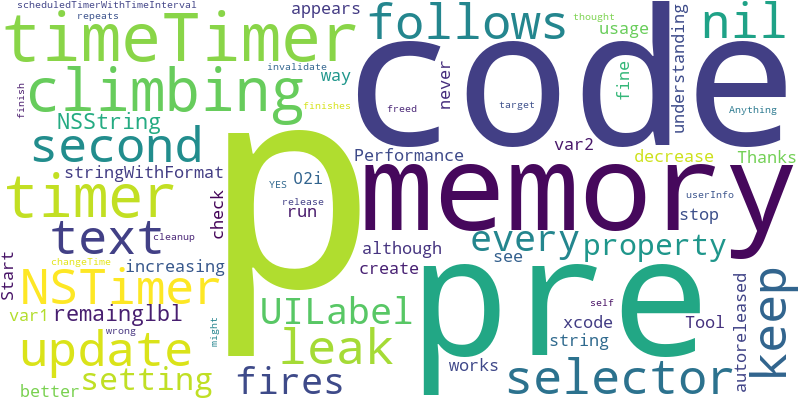 scheduledTimerWithTimeInterval
repeats
appears
follows
thought
nil
timeTimer
code
usage
understanding
climbing
invalidate
way
never
fine
finish
finishes
freed
target
Anything
NSString
var2
second
Performance
decrease
Thanks
p
memory
pre
stringWithFormat
O2i
YES
userInfo
timer
check
release
run
stop
text
cleanup
although
every
property
see
changeTime
increasing
create
Start
NSTimer
autoreleased
keep
UILabel
self
var1
remainglbl
xcode
Tool
wrong
might
string
update
leak
works
setting
fires
selector
better